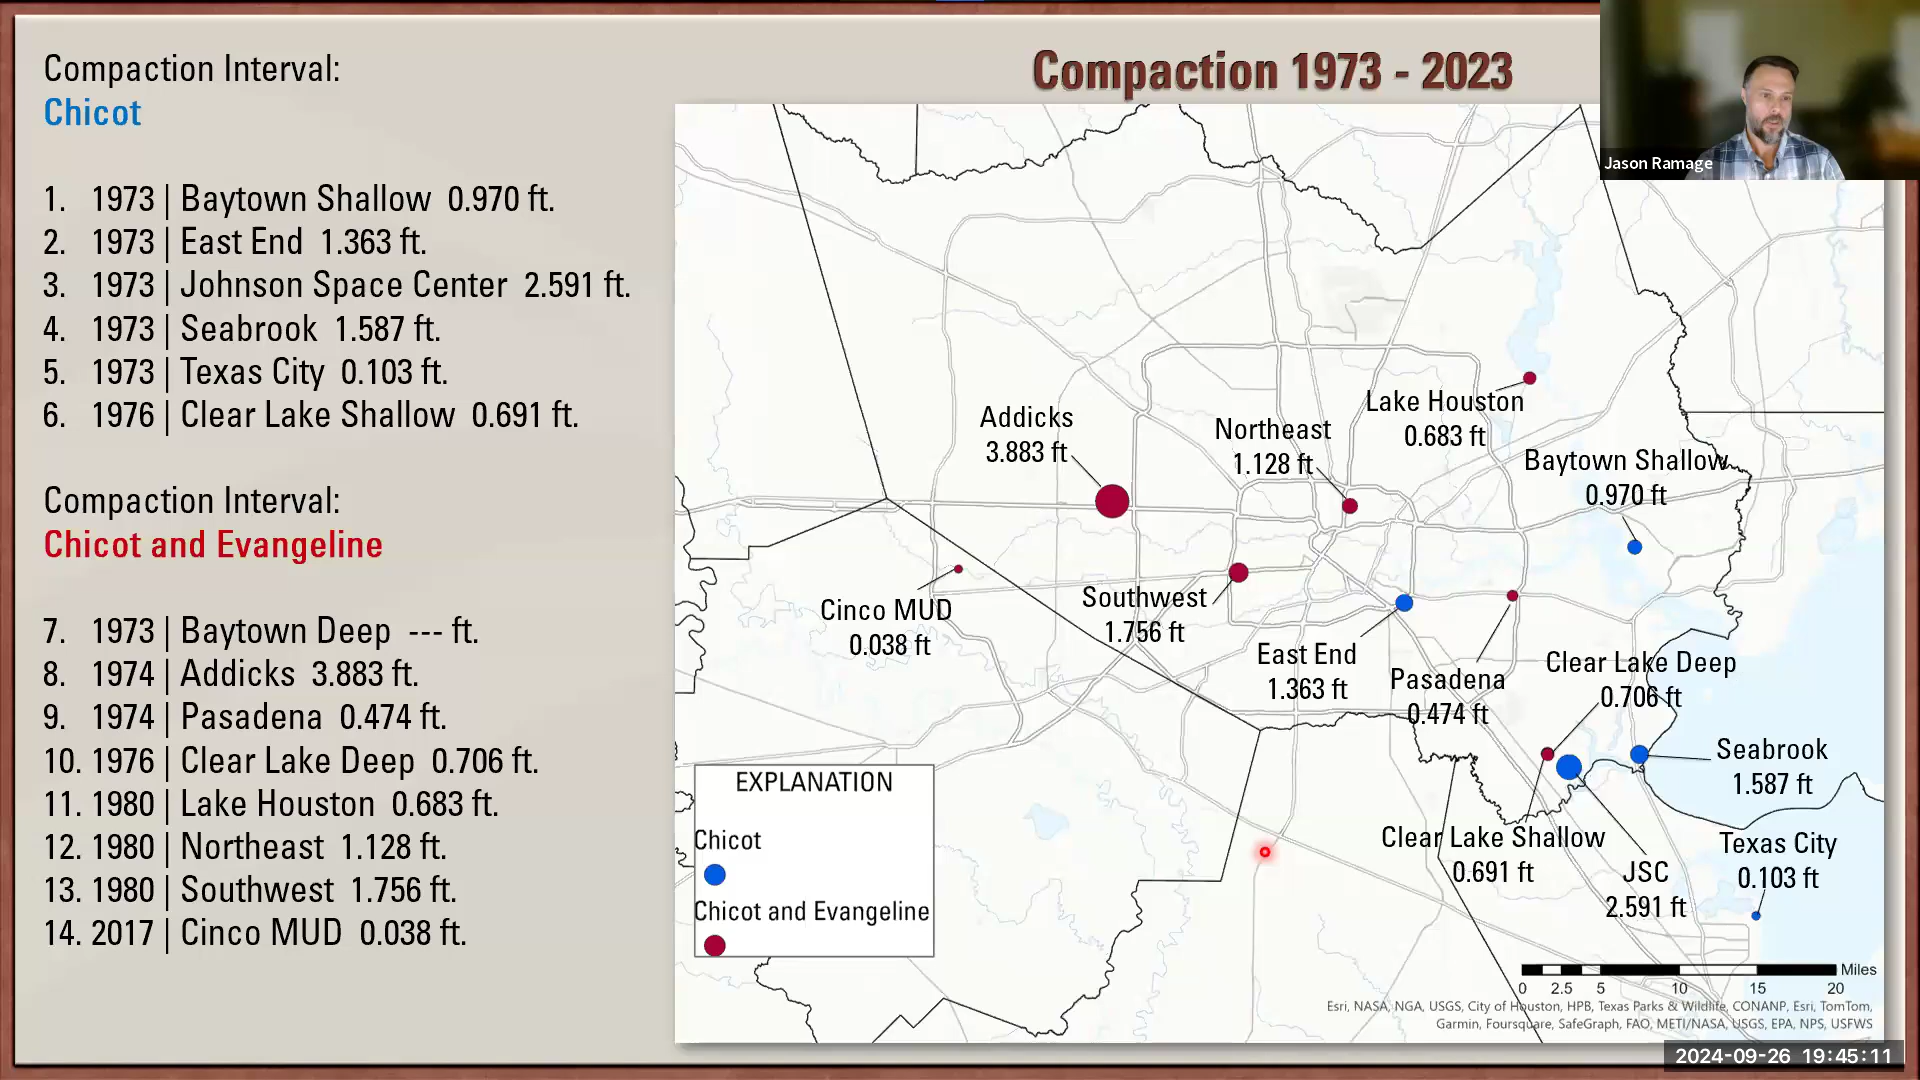 Compaction Interval:
Chicot
1. 1973 | Baytown Shallow 0.970 ft.
2. 1973 | East End 1.363 ft.
3. 1973 | Johnson Space Center 2.591 ft.
4. 1973 | Seabrook 1.587 ft.
5. 1973 | Texas City 0.103 ft.
6. 1976 | Clear Lake Shallow 0.691 ft.
Compaction Interval:
Chicot and Evangeline
7. 1973 | Baytown Deep --- ft.
8. 1974 | Addicks 3.883 ft.
9. 1974 | Pasadena 0.474 ft.
10. 1976 | Clear Lake Deep 0.706 ft.
11. 1980 | Lake Houston 0.683 ft.
12. 1980 | Northeast 1.128 ft.
13. 1980 | Southwest 1.756 ft.
14. 2017 | Cinco MUD 0.038 ft.
Compaction 1973 - 2023
Jason Ramage
Addicks
3.883 ft
Northeast
1.128 ft
Lake Houston
0.683 ft
Baytown Shallow
0.970 ft
Cinco MUD
0.038 ft
Southwest
1.756 ft
East End
1.363 ft
Pasadena
0.474 ft
Clear Lake Deep
0.706 ft
Seabrook
1.587 ft
Clear Lake Shallow
0.691 ft
JSC
2.591 ft
Texas City
0.103 ft
EXPLANATION
Chicot
Chicot and Evangeline
Miles
0 2.5 5 10 15 20
Esri, NASA, NGA, USGS, City of Houston, HPB, Texas Parks & Wildlife, CONANP, Esri, TomTom,
Garmin, Foursquare, SafeGraph, FAO, METI/NASA, USGS, EPA, NPS, USFWS
2024-09-26 19:45:11